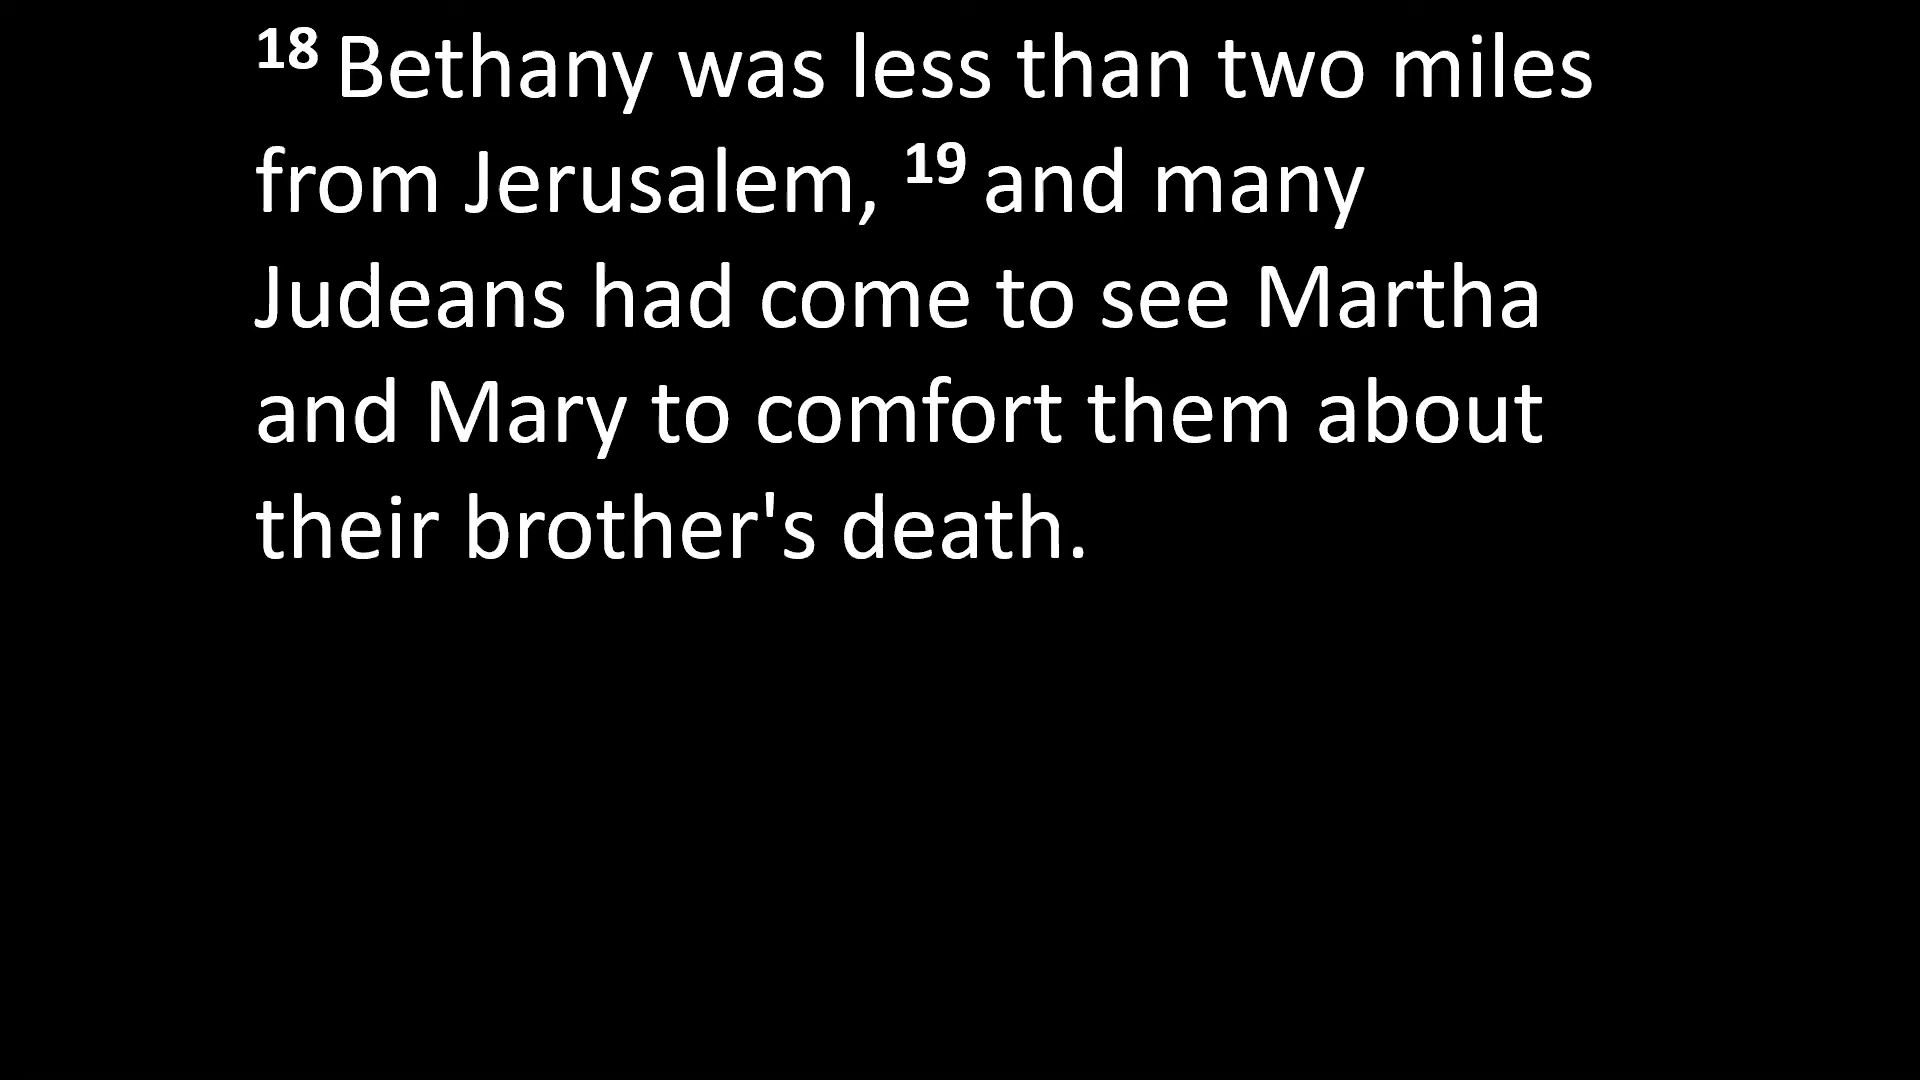 18 Bethany was less than two miles
from Jerusalem, 19 and many
Judeans had come to see Martha
and Mary to comfort them about
their brother's death.